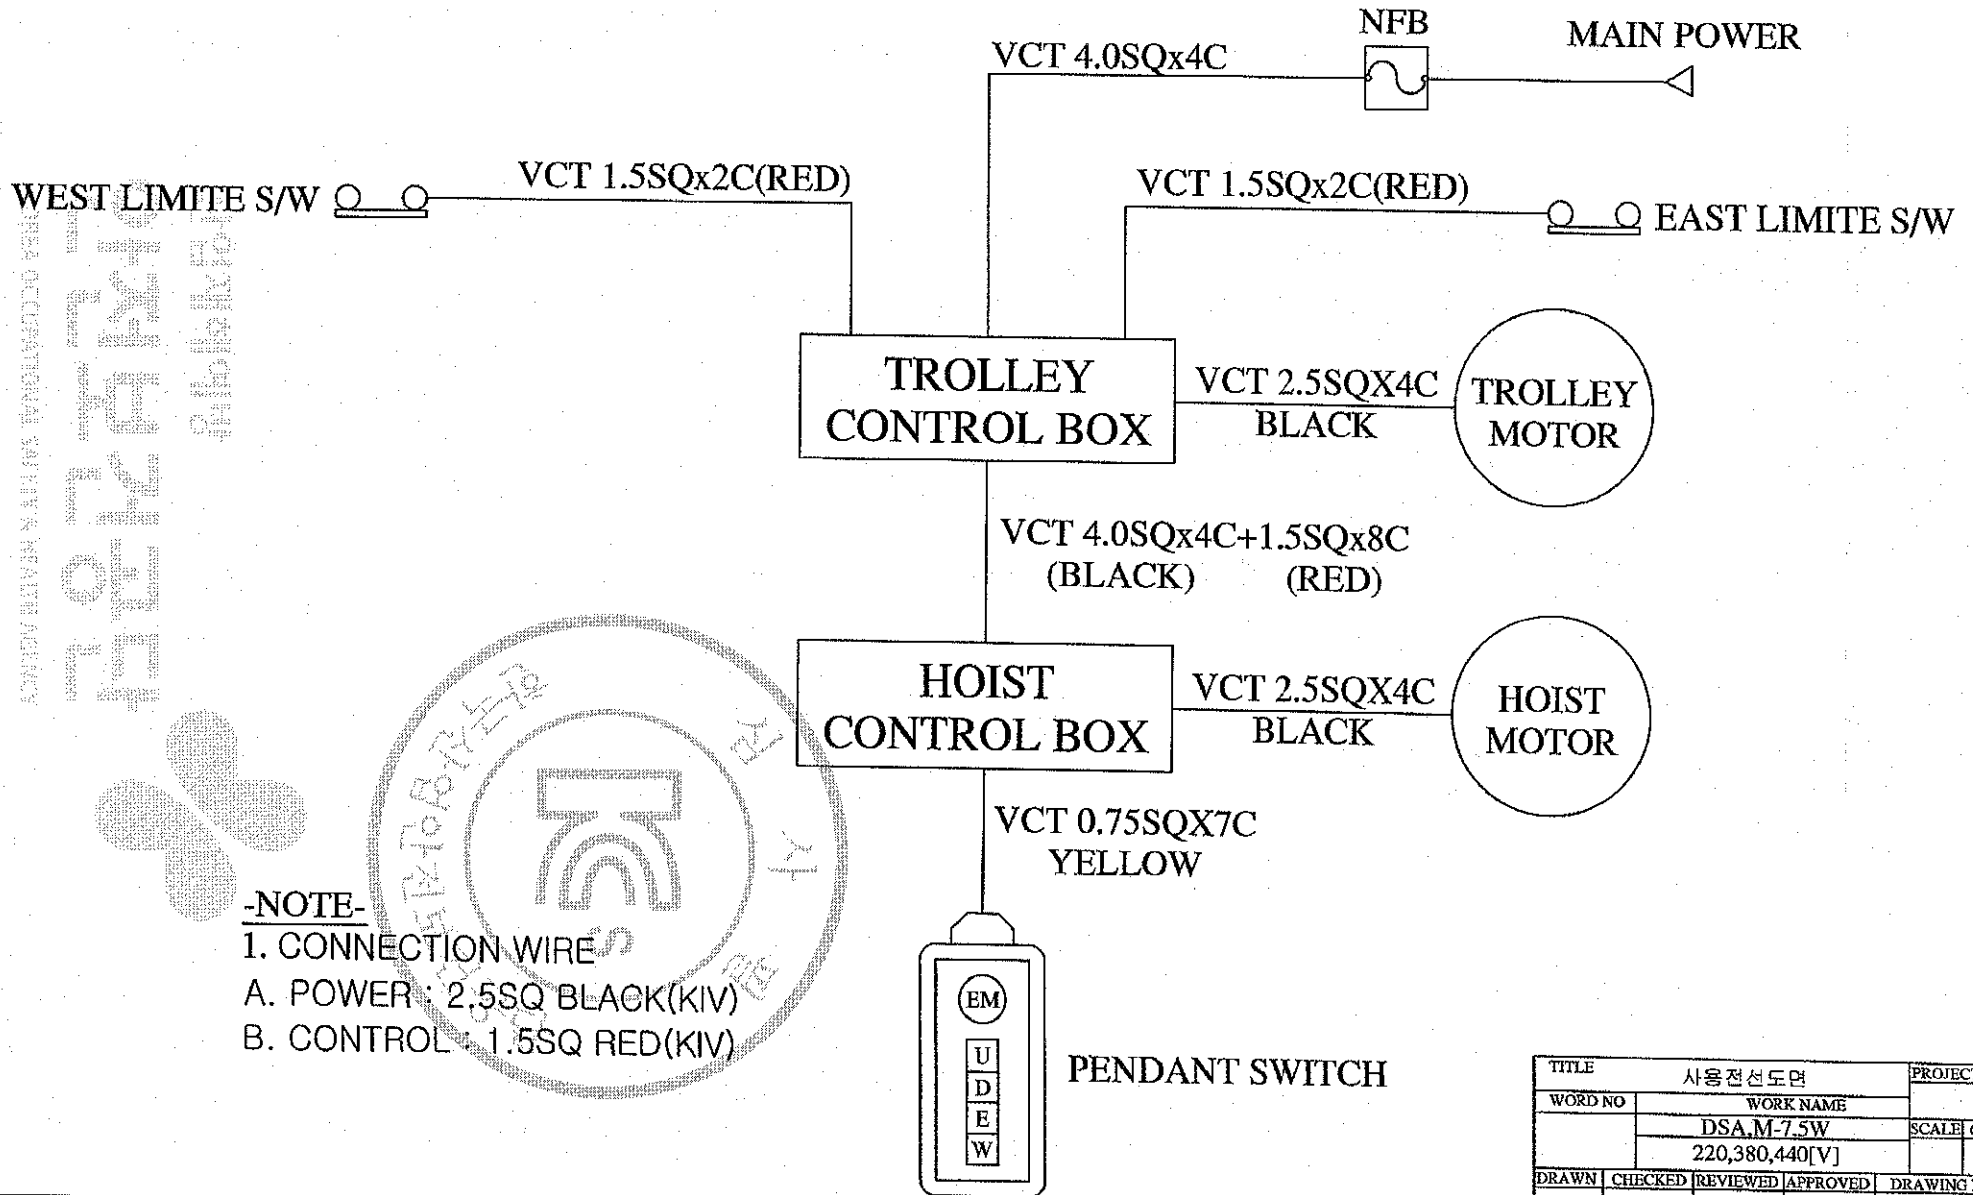 NFB
MAIN POWER
VCT 4.0SQx4C
WEST LIMITE S/W
VCT 1.5SQx2C(RED)
VCT 1.5SQx2C(RED)
EAST LIMITE S/W
TROLLEY
CONTROL BOX
VCT 2.5SQX4C
BLACK
TROLLEY
MOTOR
VCT 4.0SQx4C+1.5SQx8C
(BLACK) (RED)
HOIST
CONTROL BOX
VCT 2.5SQX4C
BLACK
HOIST
MOTOR
VCT 0.75SQX7C
YELLOW
-NOTE-
1. CONNECTION WIRE
A. POWER : 2.5SQ BLACK(KIV)
B. CONTROL : 1.5SQ RED(KIV)
EM
U
D
E
W
PENDANT SWITCH
TITLE
사용전선도면
PROJEC
WORD NO
WORK NAME
DSA,M-7.5W
SCALE
220,380,440[V]
DRAWN CHECKED REVIEWED APPROVED DRAWING
KCs